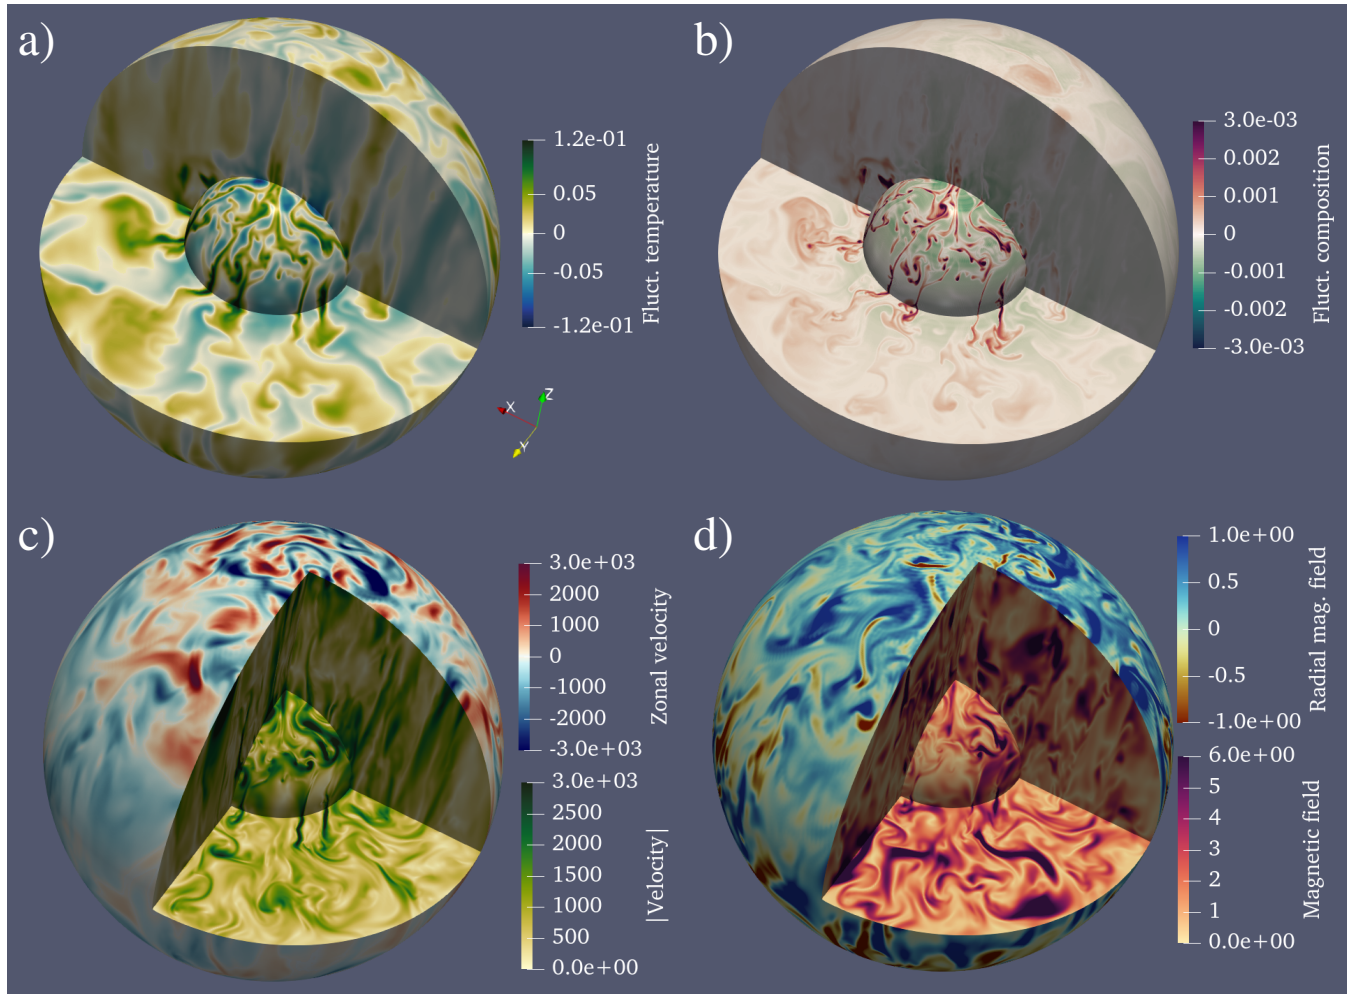 a)
1.2e-01
0.05
0
-0.05
-1.2e-01
Fluct. temperature
X
Z
Y
b)
3.0e-03
0.002
0.001
0
-0.001
-0.002
-3.0e-03
Fluct. composition
c)
3.0e+03
2000
1000
0
-1000
-2000
-3.0e+03
Zonal velocity
3.0e+03
2500
2000
1500
1000
500
0.0e+00
|Velocity|
d)
1.0e+00
0.5
0
-0.5
-1.0e+00
Radial mag. field
6.0e+00
5
4
3
2
1
0.0e+00
Magnetic field